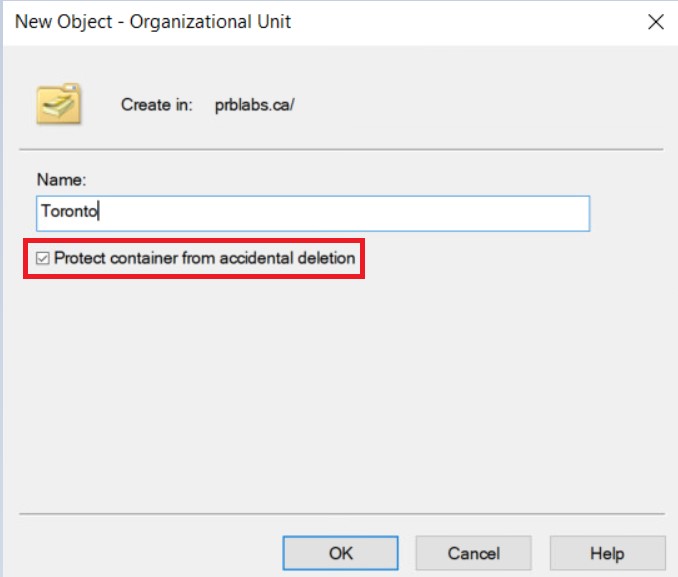 New Object - Organizational Unit
Create in: prblabs.ca/
Name:
Toronto
Protect container from accidental deletion
OK Cancel Help